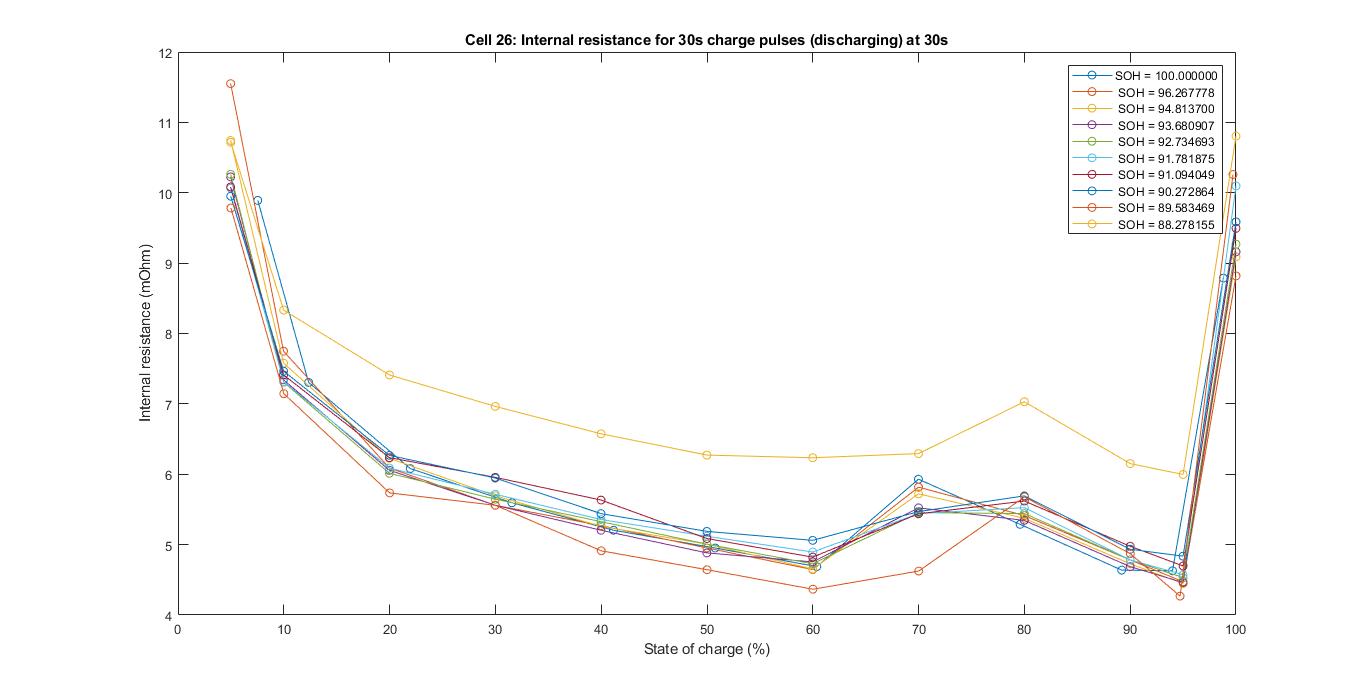 Cell 26: Internal resistance for 30s charge pulses (discharging) at 30s
12
11
10
9
8
7
6
5
4
Internal resistance (mOhm)
SOH = 100.000000
SOH = 96.267778
SOH = 94.813700
SOH = 93.680907
SOH = 92.734693
SOH = 91.781875
SOH = 91.094049
SOH = 90.272864
SOH = 89.583469
SOH = 88.278155
0 10 20 30 40 50 60 70 80 90 100
State of charge (%)